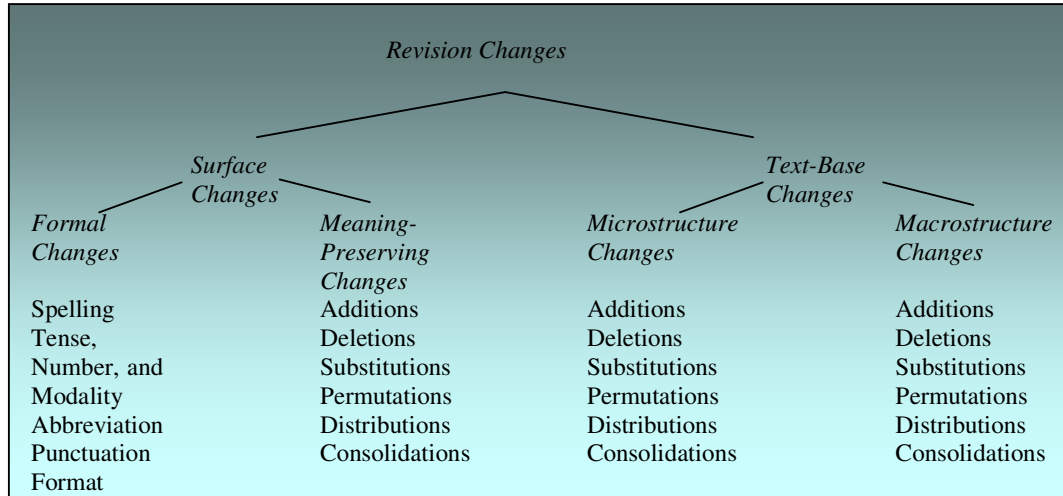 Revision Changes
Surface
Changes
Text-Base
Changes
Formal
Changes
Meaning-
Preserving
Changes
Microstructure
Changes
Macrostructure
Changes
Spelling
Tense,
Number, and
Modality
Abbreviation
Punctuation
Format
Additions
Deletions
Substitutions
Permutations
Distributions
Consolidations
Additions
Deletions
Substitutions
Permutations
Distributions
Consolidations
Additions
Deletions
Substitutions
Permutations
Distributions
Consolidations